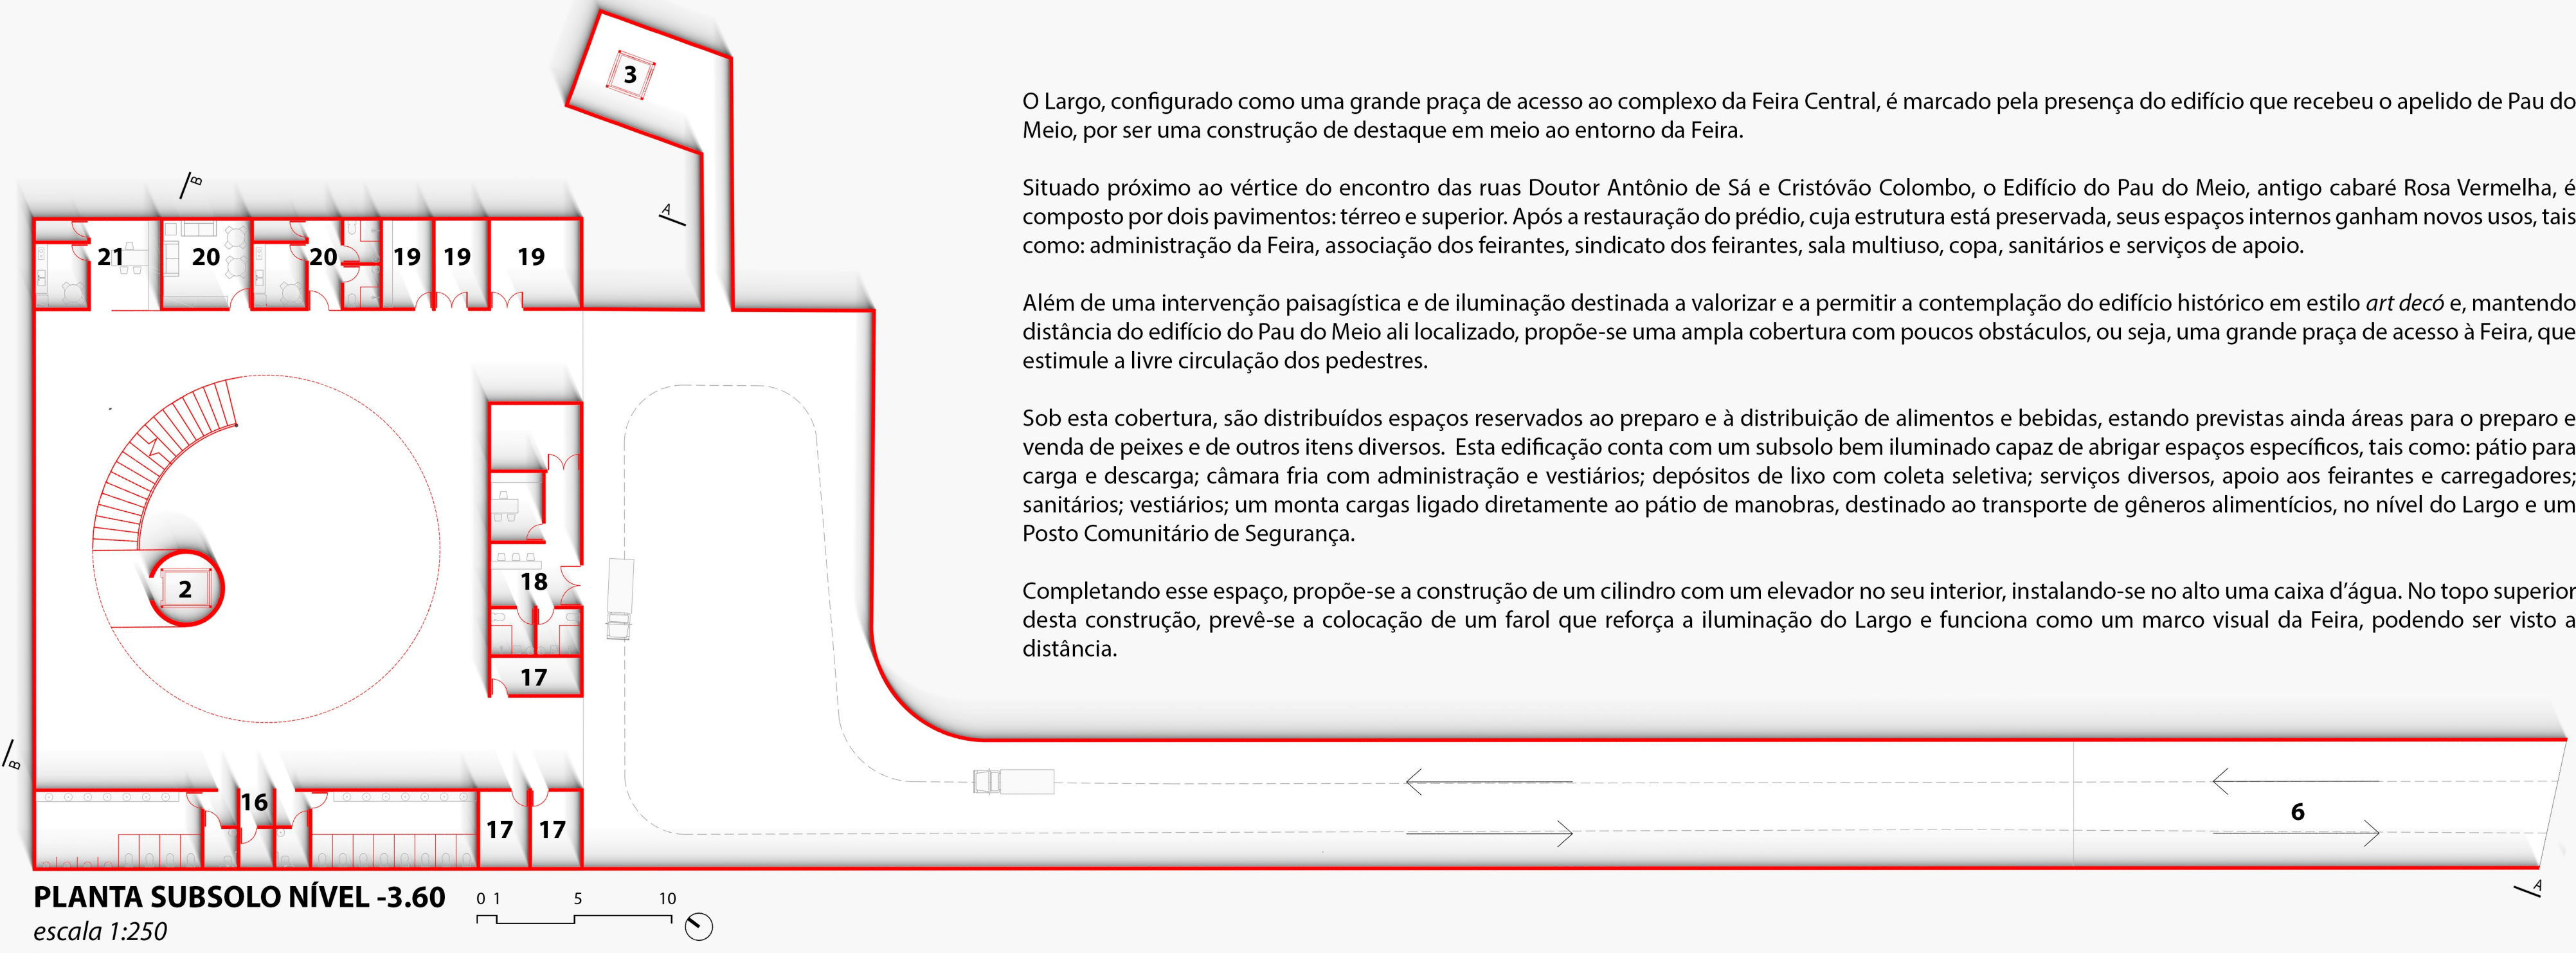 3
O Largo, configurado como uma grande praça de acesso ao complexo da Feira Central, é marcado pela presença do edifício que recebeu o apelido de Pau do
Meio, por ser uma construção de destaque em meio ao entorno da Feira.
Situado próximo ao vértice do encontro das ruas Doutor Antônio de Sá e Cristóvão Colombo, o Edifício do Pau do Meio, antigo cabaré Rosa Vermelha, é
composto por dois pavimentos: térreo e superior. Após a restauração do prédio, cuja estrutura está preservada, seus espaços internos ganham novos usos, tais
como: administração da Feira, associação dos feirantes, sindicato dos feirantes, sala multiuso, copa, sanitários e serviços de apoio.
Além de uma intervenção paisagística e de iluminação destinada a valorizar e a permitir a contemplação do edifício histórico em estilo art decó e, mantendo
distância do edifício do Pau do Meio ali localizado, propõe-se uma ampla cobertura com poucos obstáculos, ou seja, uma grande praça de acesso à Feira, que
estimule a livre circulação dos pedestres.
Sob esta cobertura, são distribuídos espaços reservados ao preparo e à distribuição de alimentos e bebidas, estando previstas ainda áreas para o preparo e
venda de peixes e de outros itens diversos. Esta edificação conta com um subsolo bem iluminado capaz de abrigar espaços específicos, tais como: pátio para
carga e descarga; câmara fria com administração e vestiários; depósitos de lixo com coleta seletiva; serviços diversos, apoio aos feirantes e carregadores;
sanitários; vestiários; um monta cargas ligado diretamente ao pátio de manobras, destinado ao transporte de gêneros alimentícios, no nível do Largo e um
Posto Comunitário de Segurança.
Completando esse espaço, propõe-se a construção de um cilindro com um elevador no seu interior, instalando-se no alto uma caixa d’água. No topo superior
desta construção, prevê-se a colocação de um farol que reforça a iluminação do Largo e funciona como um marco visual da Feira, podendo ser visto a
distância.
B
A
21 20 20 19 19 19
2
18
17
B
16
17 17
6
A
PLANTA SUBSOLO NÍVEL -3.60
escala 1:250
0 1 5 10